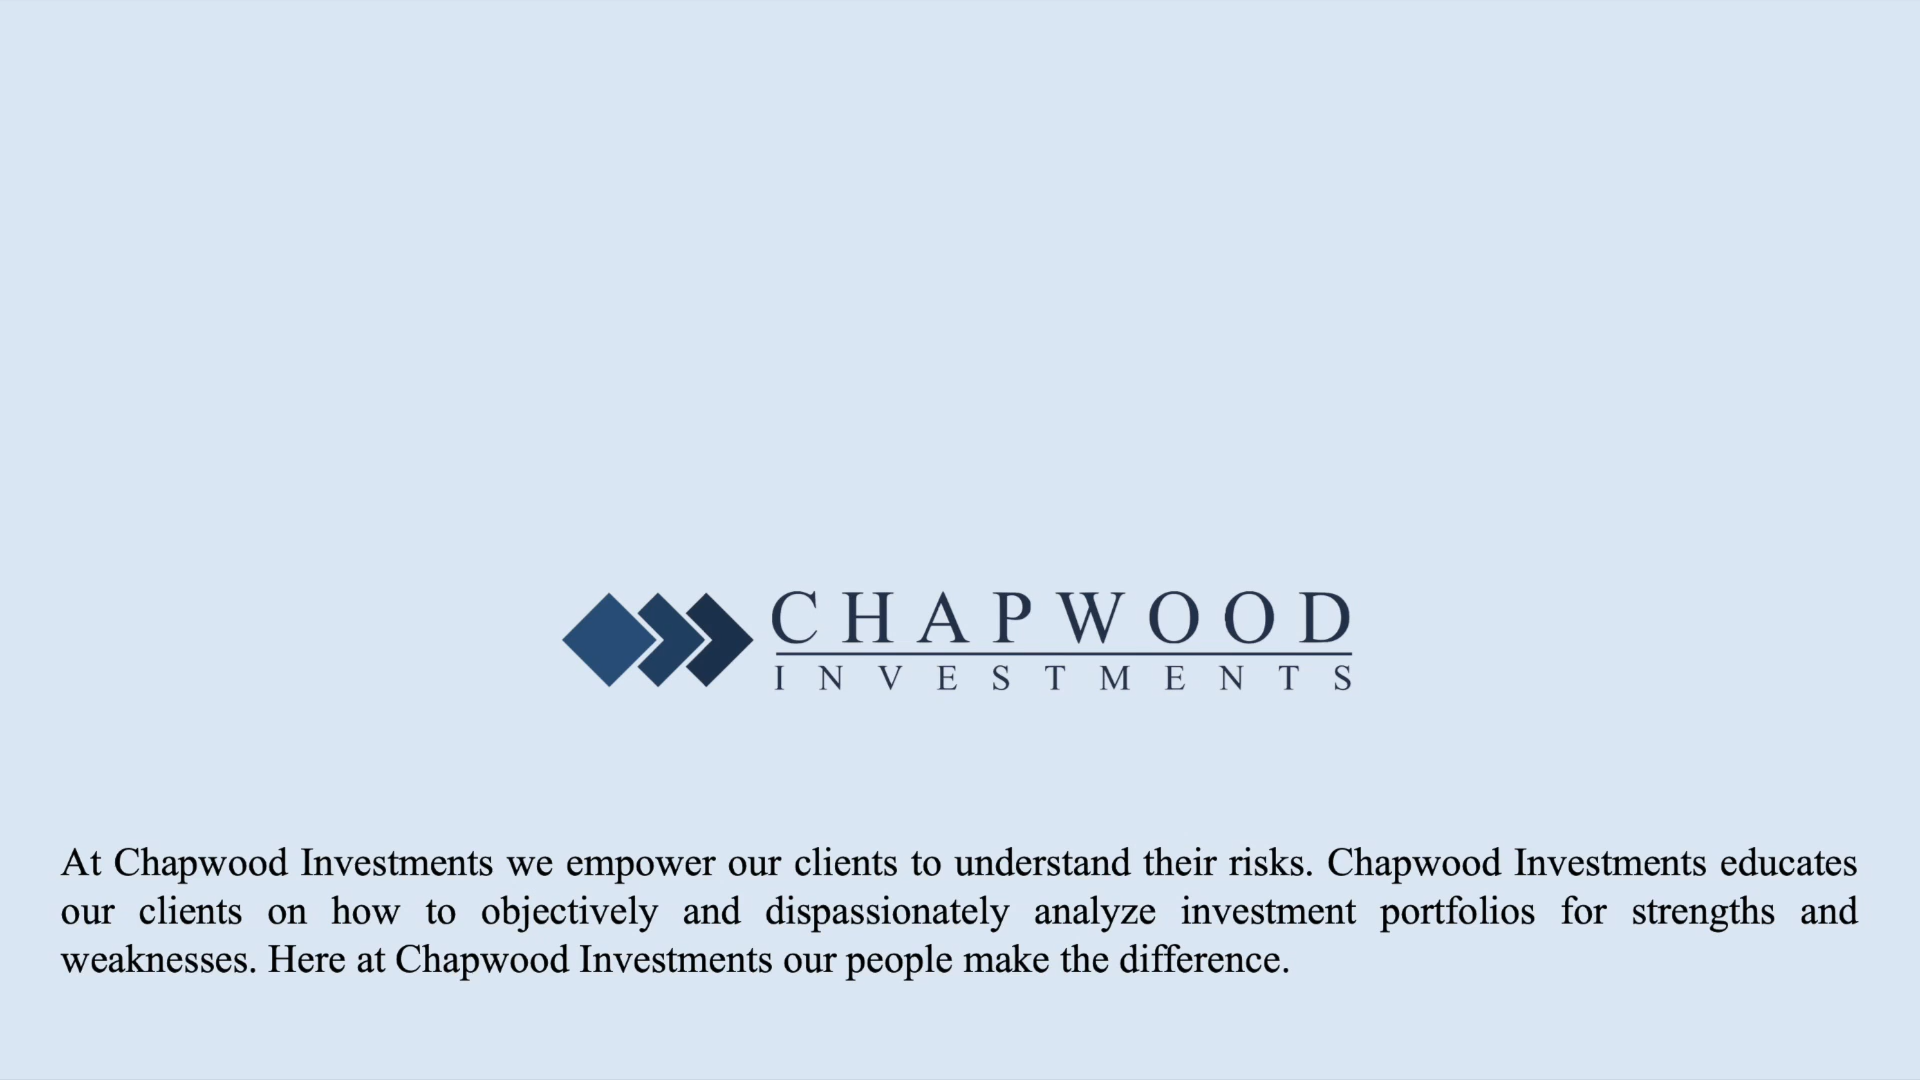 CHAPWOOD
INVESTMENTS
At Chapwood Investments we empower our clients to understand their risks. Chapwood Investments educates
our clients on how to objectively and dispassionately analyze investment portfolios for strengths and
weaknesses. Here at Chapwood Investments our people make the difference.